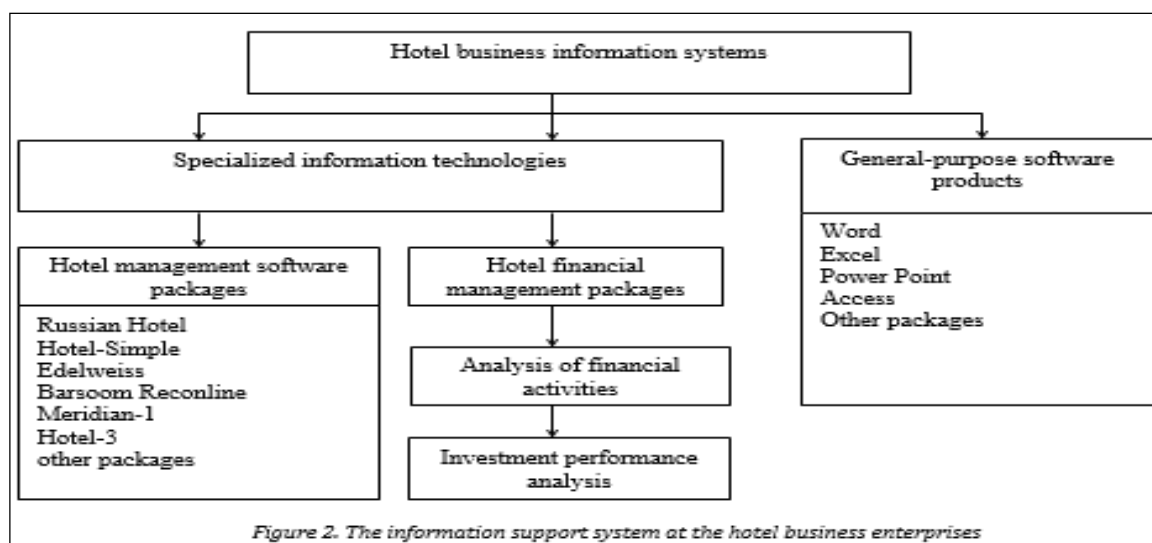 Hotel business information systems
Specialized information technologies
General-purpose software
products
Hotel management software
packages
Russian Hotel
Hotel-Simple
Edelweiss
Barsoom Reconline
Meridian-1
Hotel-3
other packages
Hotel financial
management packages
Analysis of financial
activities
Investment performance
analysis
Word
Excel
Power Point
Access
Other packages
Figure 2. The information support system at the hotel business enterprises